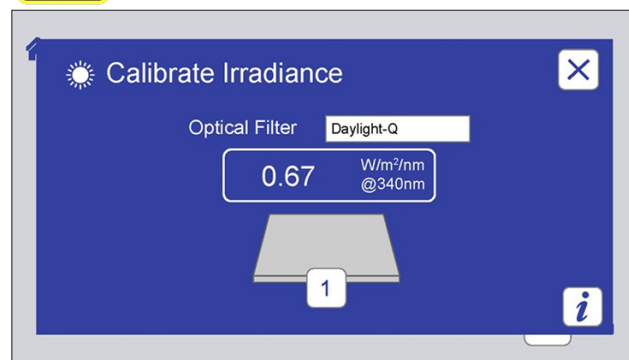 Calibrate Irradiance
Optical Filter Daylight-Q
0.67 W/m²/nm
@340nm
1
i